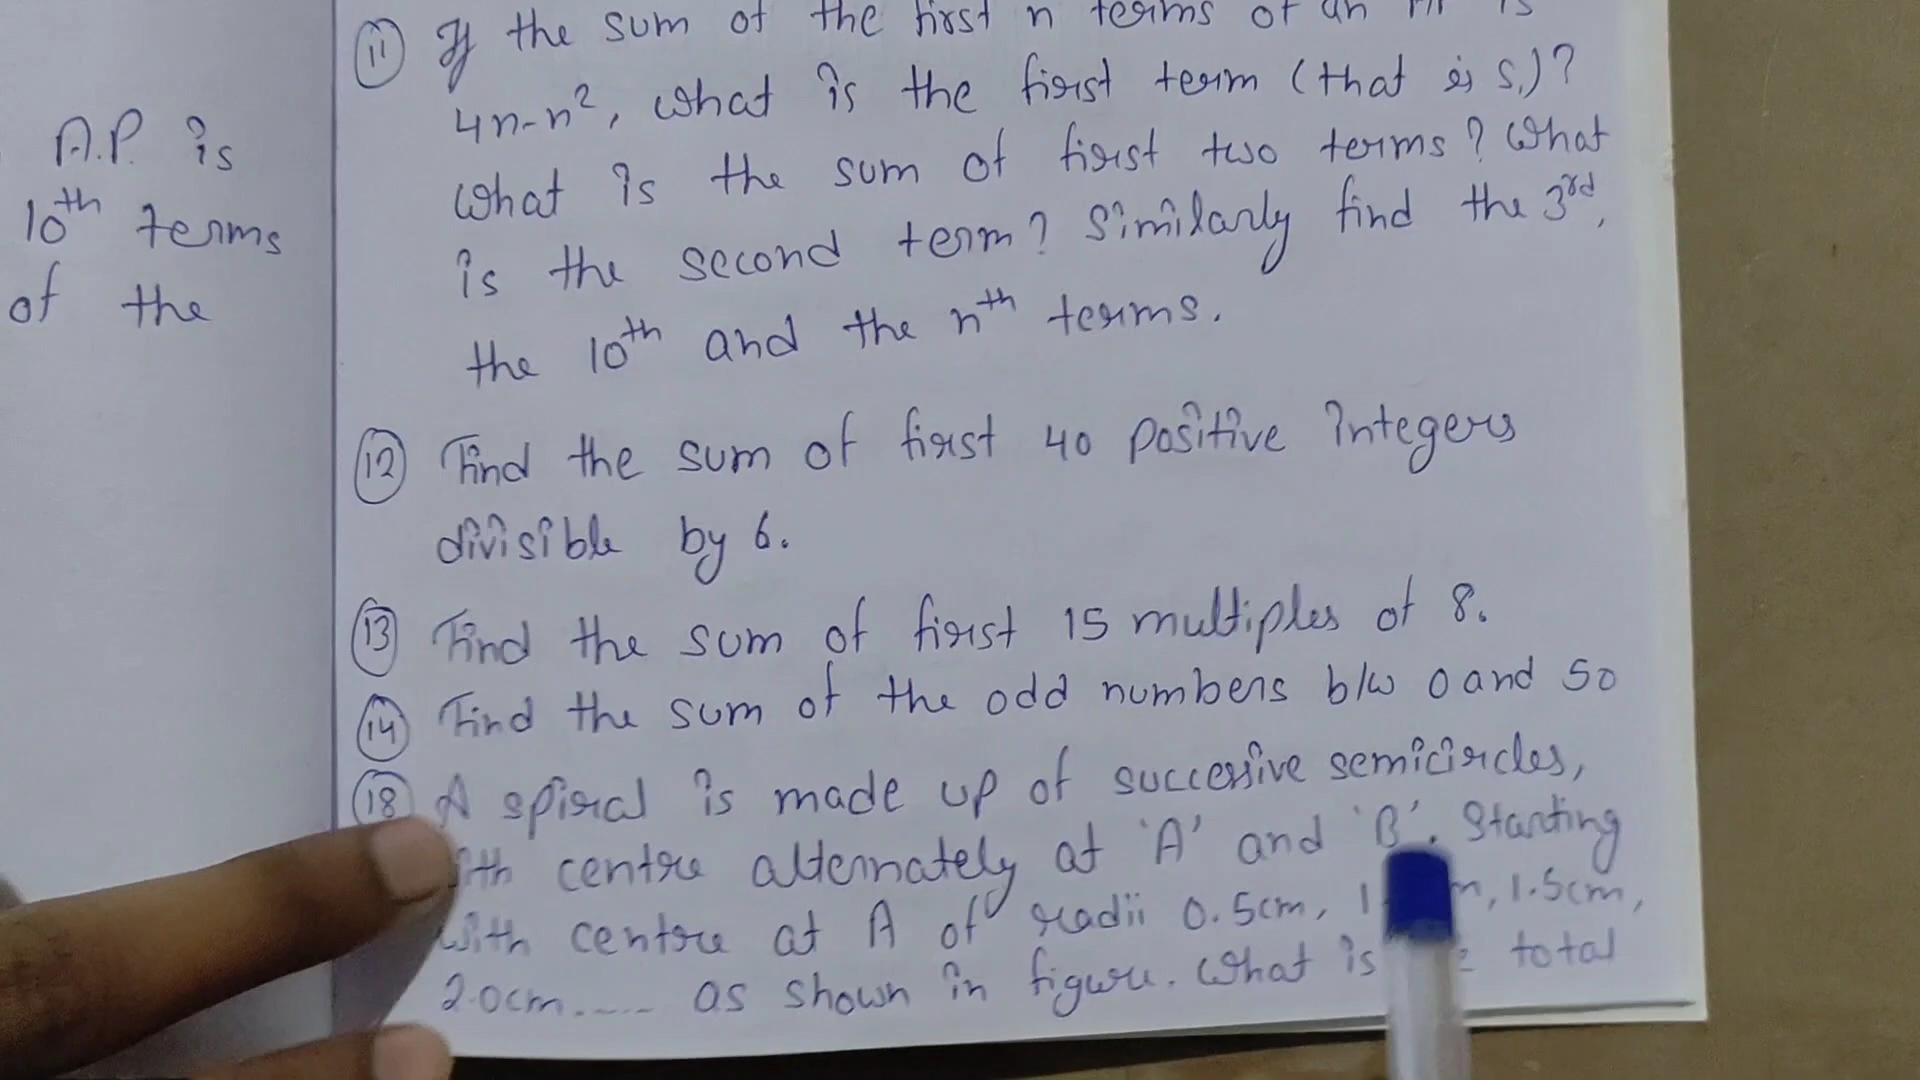 A.P. is
10th terms
of the
11 If the sum of the first n terms of an AP is
4n-n², what is the first term (that is S₁)?
What is the sum of first two terms? What
is the second term? Similarly find the 3rd,
the 10th and the nth terms.
12 Find the sum of first 40 positive integers
divisible by 6.
13 Find the sum of first 15 multiples of 8.
14 Find the sum of the odd numbers b/w 0 and 50
18 A spiral is made up of successive semicircles,
centre alternately at 'A' and 'B'. Starting
with centre at A of radii 0.5cm, 1.5cm,
2.0cm..... as shown in figure. What is total